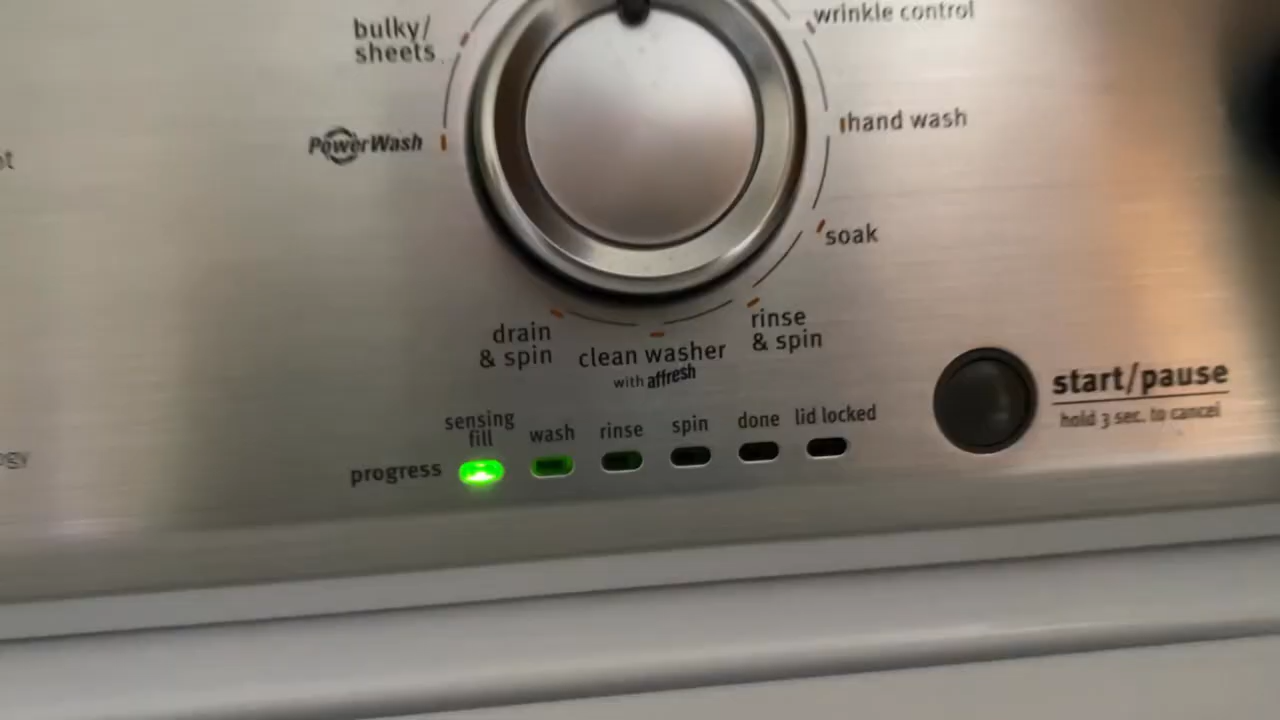 wrinkle control
bulky/
sheets
hand wash
PowerWash
soak
rinse
& spin
drain
& spin
clean washer
with affresh
start/pause
hold 3 sec. to cancel
sensing
fill
wash
rinse
spin
done
lid locked
progress